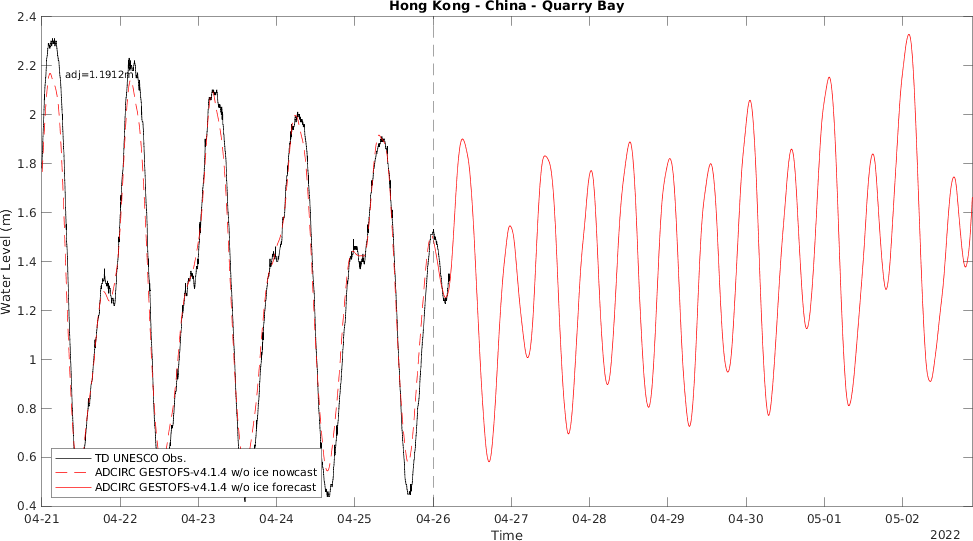 Hong Kong - China - Quarry Bay
2.4
2.2
2
1.8
1.6
1.4
1.2
1
0.8
0.6
0.4
Water Level (m)
adj=1.1912m
TD UNESCO Obs.
ADCIRC GESTOFS-v4.1.4 w/o ice nowcast
ADCIRC GESTOFS-v4.1.4 w/o ice forecast
04-21 04-22 04-23 04-24 04-25 04-26 04-27 04-28 04-29 04-30 05-01 05-02
Time
2022